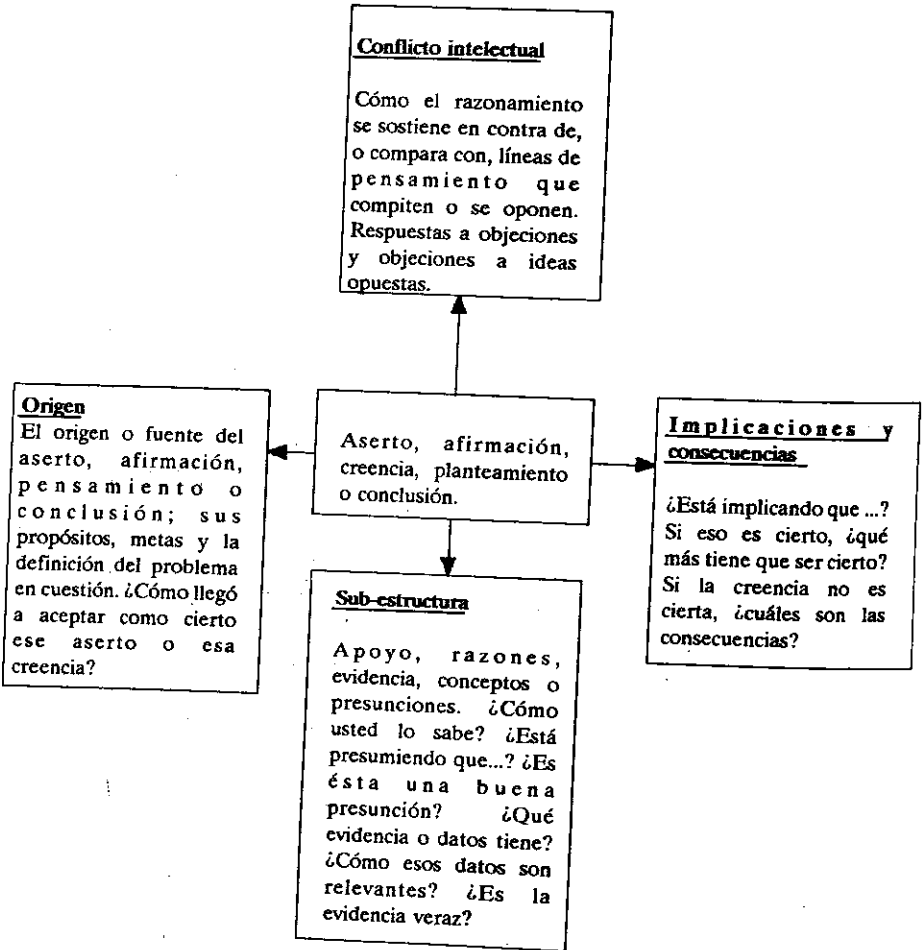 Conflicto intelectual
Cómo el razonamiento
se sostiene en contra de,
o compara con, líneas de
pensamiento que
compiten o se oponen.
Respuestas a objeciones
y objeciones a ideas
opuestas.
Origen
El origen o fuente del
aserto, afirmación,
pensamiento o
conclusión; sus
propósitos, metas y la
definición del problema
en cuestión. ¿Cómo llegó
a aceptar como cierto
ese aserto o esa
creencia?
Aserto, afirmación,
creencia, planteamiento
o conclusión.
Implicaciones y
consecuencias
¿Está implicando que ...?
Si eso es cierto, ¿qué
más tiene que ser cierto?
Si la creencia no es
cierta, ¿cuáles son las
consecuencias?
Sub-estructura
Apoyo, razones,
evidencia, conceptos o
presunciones. ¿Cómo
usted lo sabe? ¿Está
presumiendo que...? ¿Es
ésta una buena
presunción? ¿Qué
evidencia o datos tiene?
¿Cómo esos datos son
relevantes? ¿Es la
evidencia veraz?